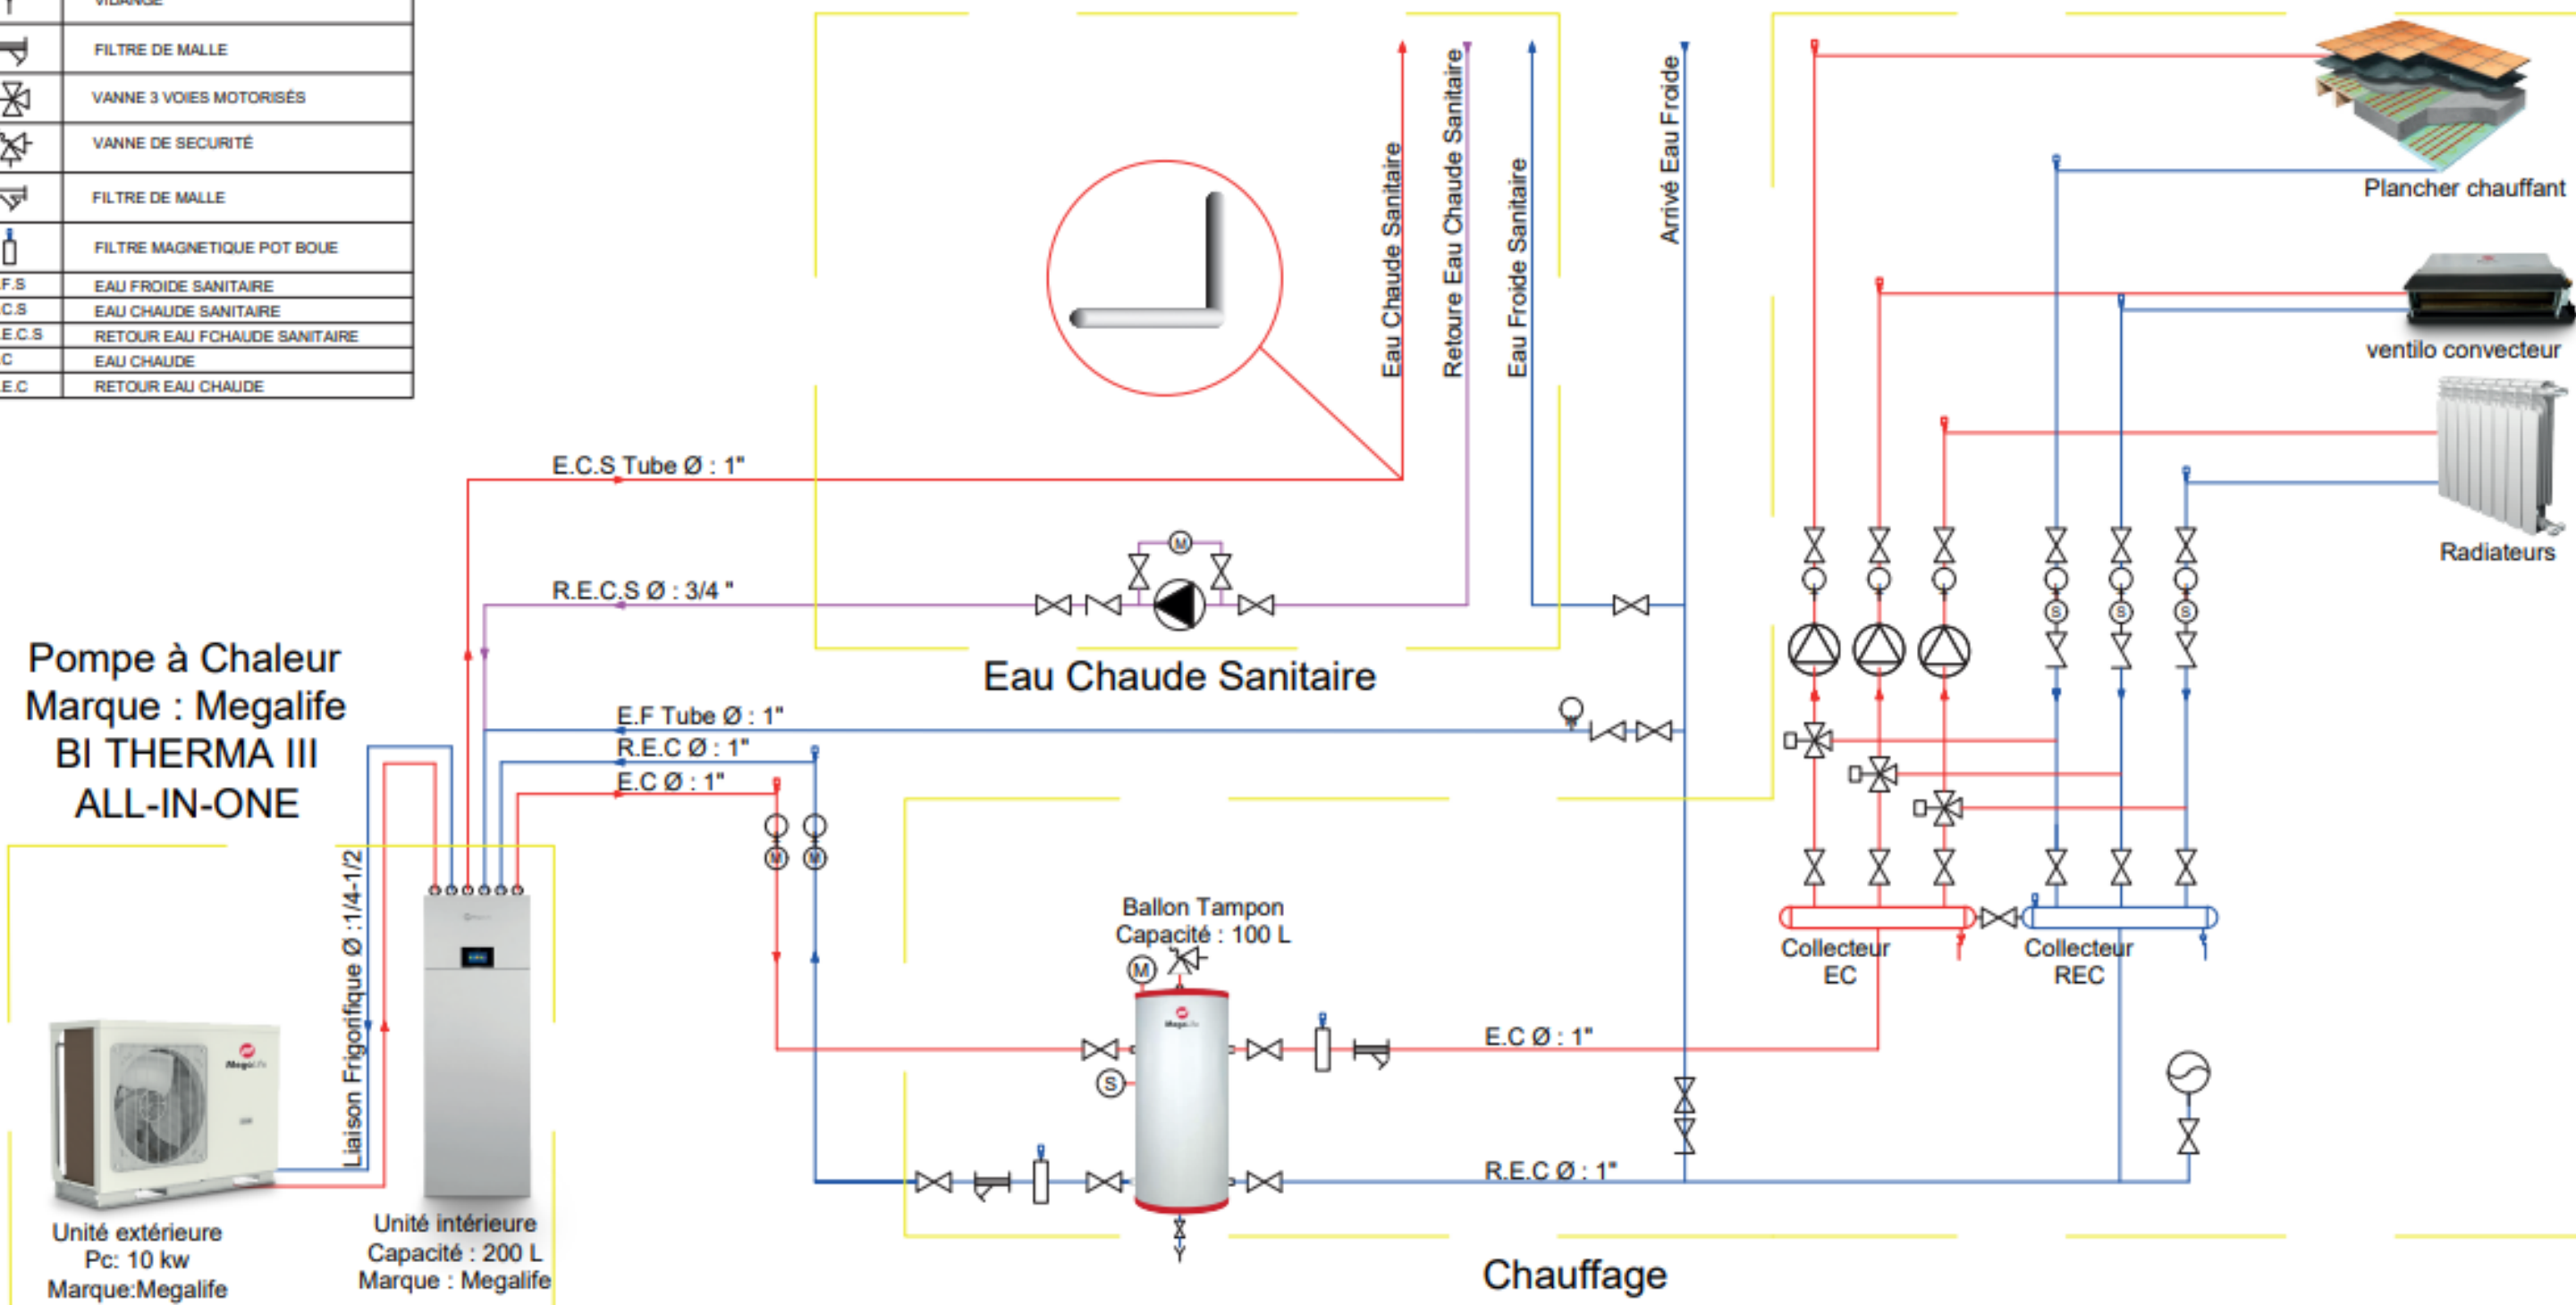 VIDANGE
FILTRE DE MALLE
VANNE 3 VOIES MOTORISÉS
VANNE DE SECURITÉ
FILTRE DE MALLE
FILTRE MAGNETIQUE POT BOUE
.F.S EAU FROIDE SANITAIRE
.C.S EAU CHAUDE SANITAIRE
.E.C.S RETOUR EAU FCHAUDE SANITAIRE
.C EAU CHAUDE
.E.C RETOUR EAU CHAUDE
Eau Chaude Sanitaire
Retoure Eau Chaude Sanitaire
Eau Froide Sanitaire
Arrivé Eau Froide
Plancher chauffant
ventilo convecteur
Radiateurs
E.C.S Tube Ø : 1"
M
R.E.C.S Ø : 3/4 "
S S S
Eau Chaude Sanitaire
Pompe à Chaleur
Marque : Megalife
BI THERMA III
ALL-IN-ONE
E.F Tube Ø : 1"
R.E.C Ø : 1"
E.C Ø : 1"
M M
Liaison Frigorifique Ø :1/4-1/2
Ballon Tampon
Capacité : 100 L
M
S
MegaLife
MegaLife
E.C Ø : 1"
R.E.C Ø : 1"
Collecteur
EC
Collecteur
REC
Unité extérieure
Pc: 10 kw
Marque:Megalife
Unité intérieure
Capacité : 200 L
Marque : Megalife
Chauffage